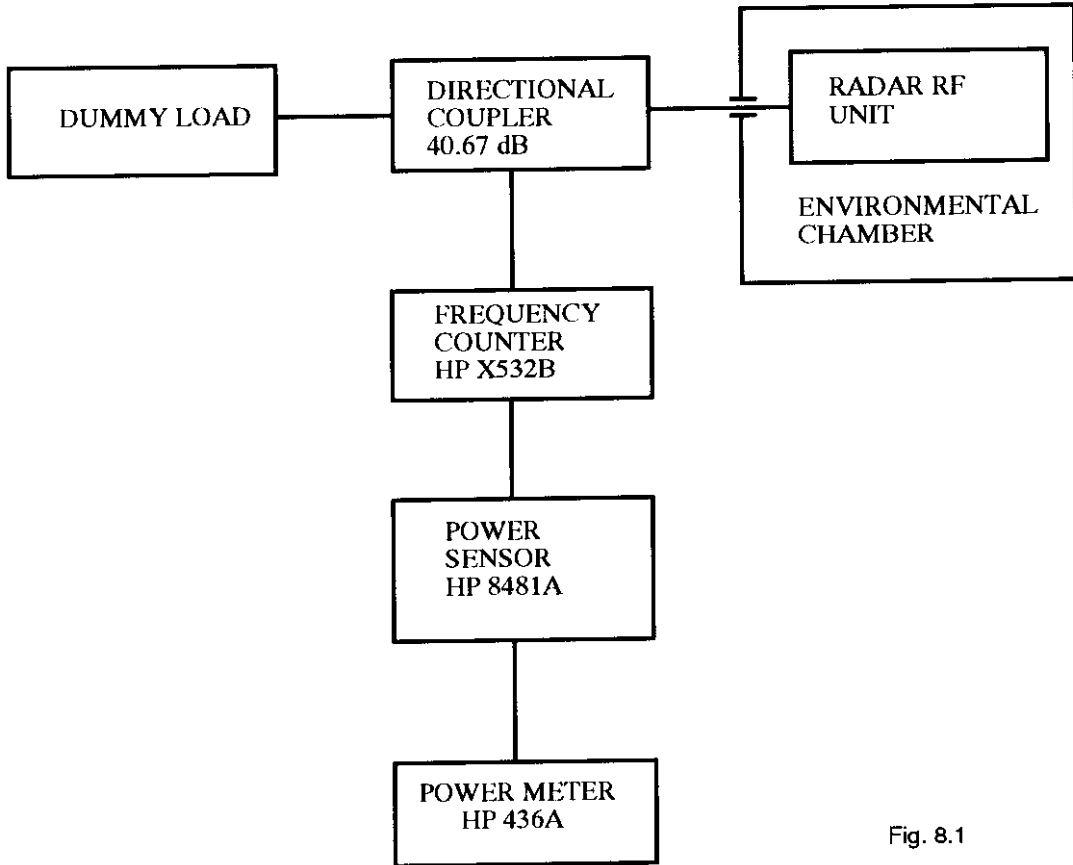 DUMMY LOAD
DIRECTIONAL
COUPLER
40.67 dB
RADAR RF
UNIT
ENVIRONMENTAL
CHAMBER
FREQUENCY
COUNTER
HP X532B
POWER
SENSOR
HP 8481A
POWER METER
HP 436A
Fig. 8.1